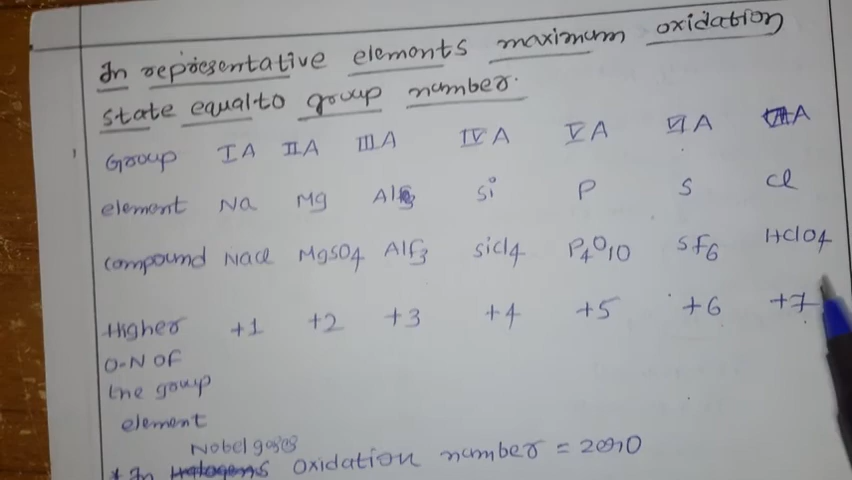 In representative elements maximum oxidation
state equalto group number.
Group IA IIA IIIA IVA VA VIA VIIA
element Na Mg Al Si P S Cl
compound NaCl MgSO4 AlF3 SiCl4 P4O10 SF6 HClO4
Higher +1 +2 +3 +4 +5 +6 +7
O-N OF
the group
element
Nobel gases
* In Halogens oxidation number = zero